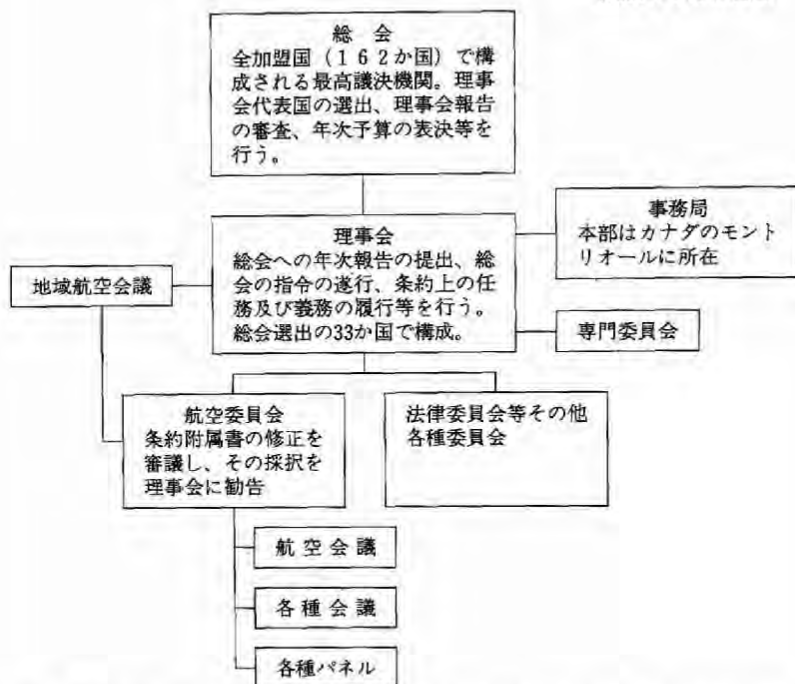 総 会
全加盟国(162か国)で構
成される最高議決機関。理事
会代表国の選出、理事会報告
の審査、年次予算の表決等を
行う。
事務局
本部はカナダのモント
リオールに所在
理事会
総会への年次報告の提出、総
会の指令の遂行、条約上の任
務及び義務の履行等を行う。
総会選出の33か国で構成。
地域航空会議
専門委員会
航空委員会
条約附属書の修正を
審議し、その採択を
理事会に勧告
法律委員会等その他
各種委員会
航 空 会 議
各 種 会 議
各種パネル